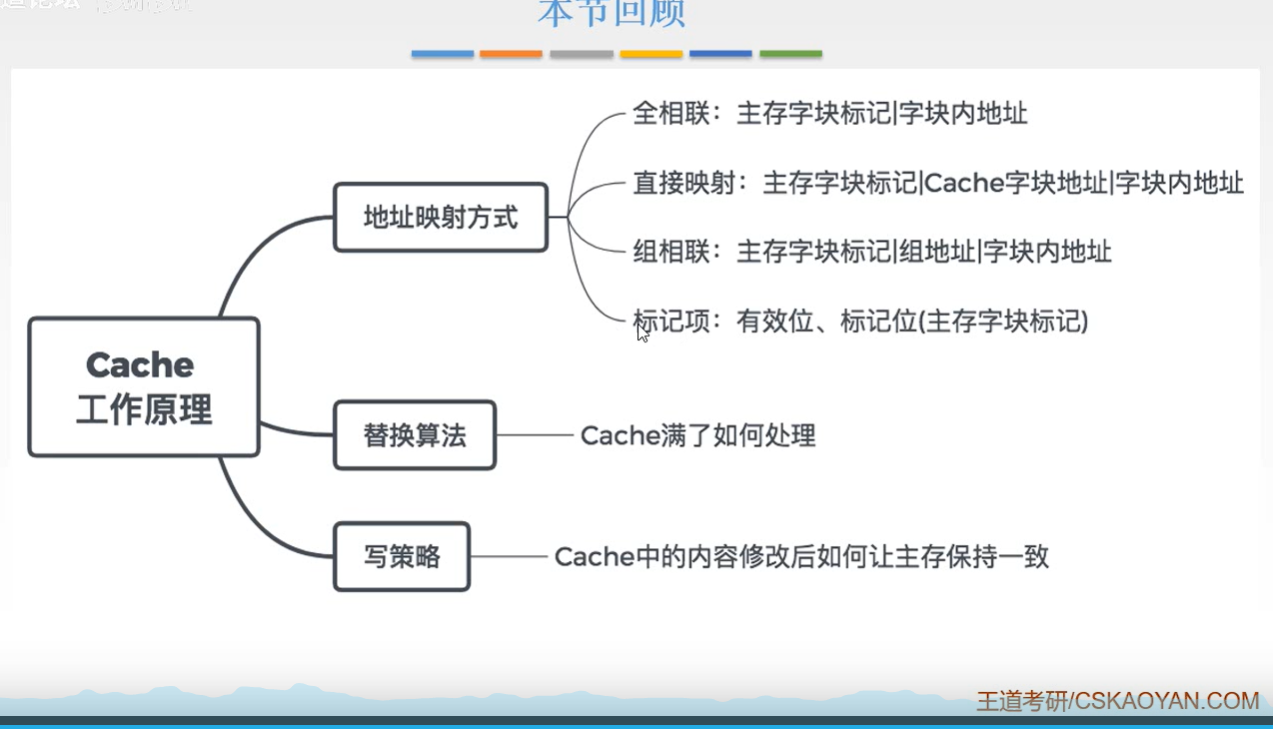 本节回顾
全相联：主存字块标记|字块内地址
直接映射：主存字块标记|Cache字块地址|字块内地址
地址映射方式
组相联：主存字块标记|组地址|字块内地址
标记项：有效位、标记位(主存字块标记)
Cache
工作原理
替换算法
Cache满了如何处理
写策略
Cache中的内容修改后如何让主存保持一致
王道考研/CSKAOYAN.COM